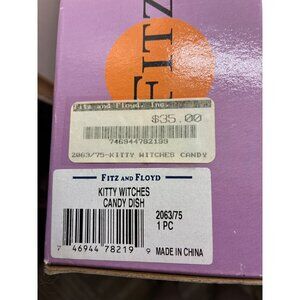 FITZ
Fitz and Floyd, Inc.
$35.00
746944782199
2063/75-KITTY WITCHES CANDY
FITZ AND FLOYD
KITTY WITCHES
CANDY DISH
2063/75
1 PC
7 46944 78219 9
MADE IN CHINA